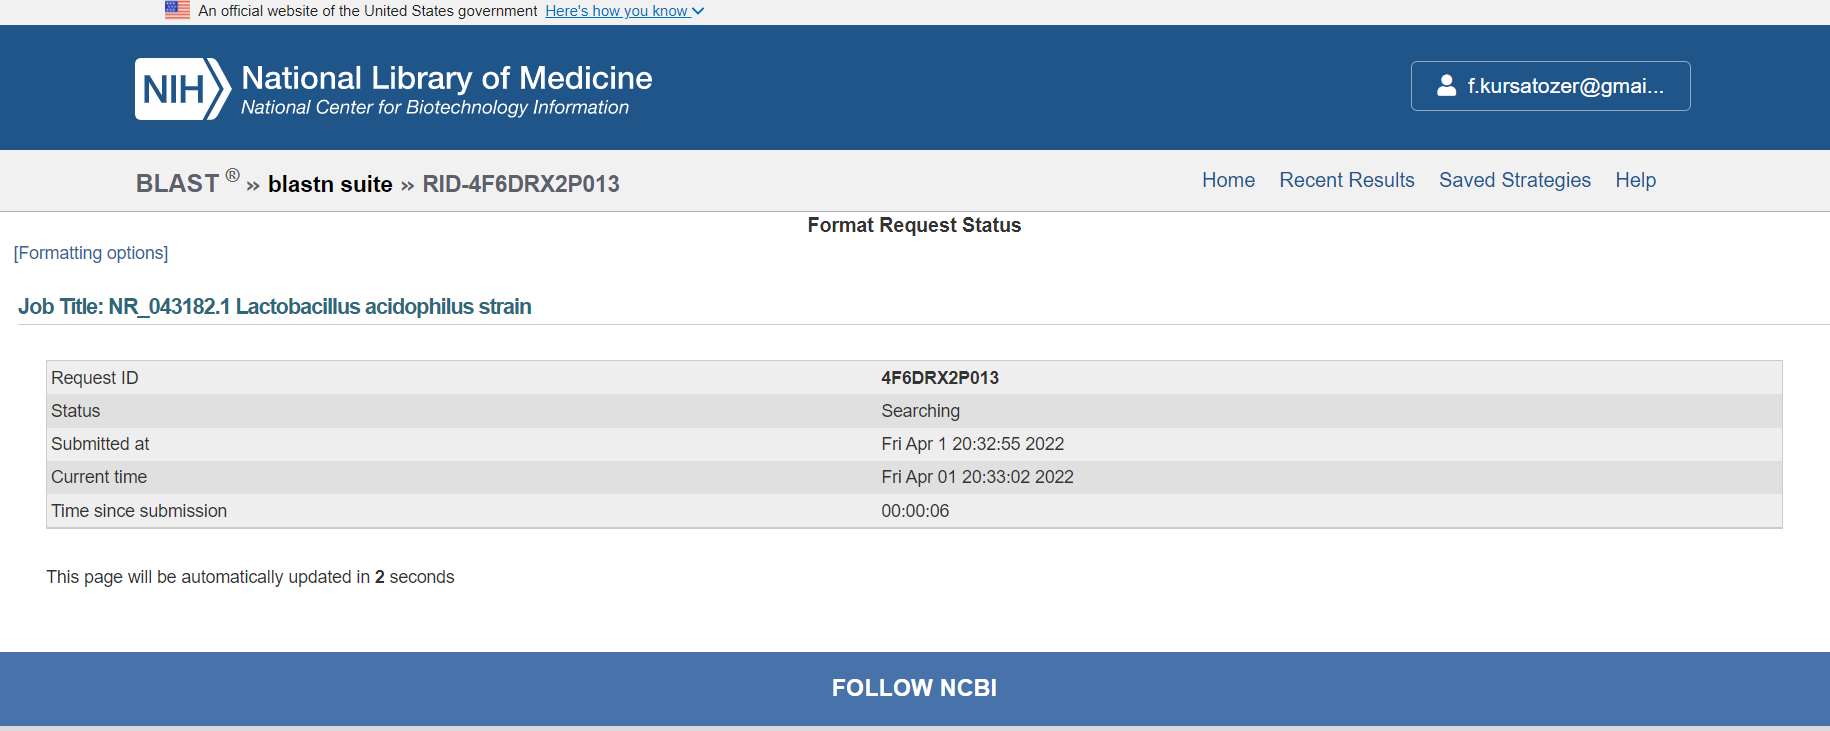 An official website of the United States government Here's how you know
NIH National Library of Medicine
National Center for Biotechnology Information
f.kursatozer@gmai...
BLAST ® » blastn suite » RID-4F6DRX2P013
Home Recent Results Saved Strategies Help
Format Request Status
[Formatting options]
Job Title: NR_043182.1 Lactobacillus acidophilus strain
Request ID 4F6DRX2P013
Status Searching
Submitted at Fri Apr 1 20:32:55 2022
Current time Fri Apr 01 20:33:02 2022
Time since submission 00:00:06
This page will be automatically updated in 2 seconds
FOLLOW NCBI